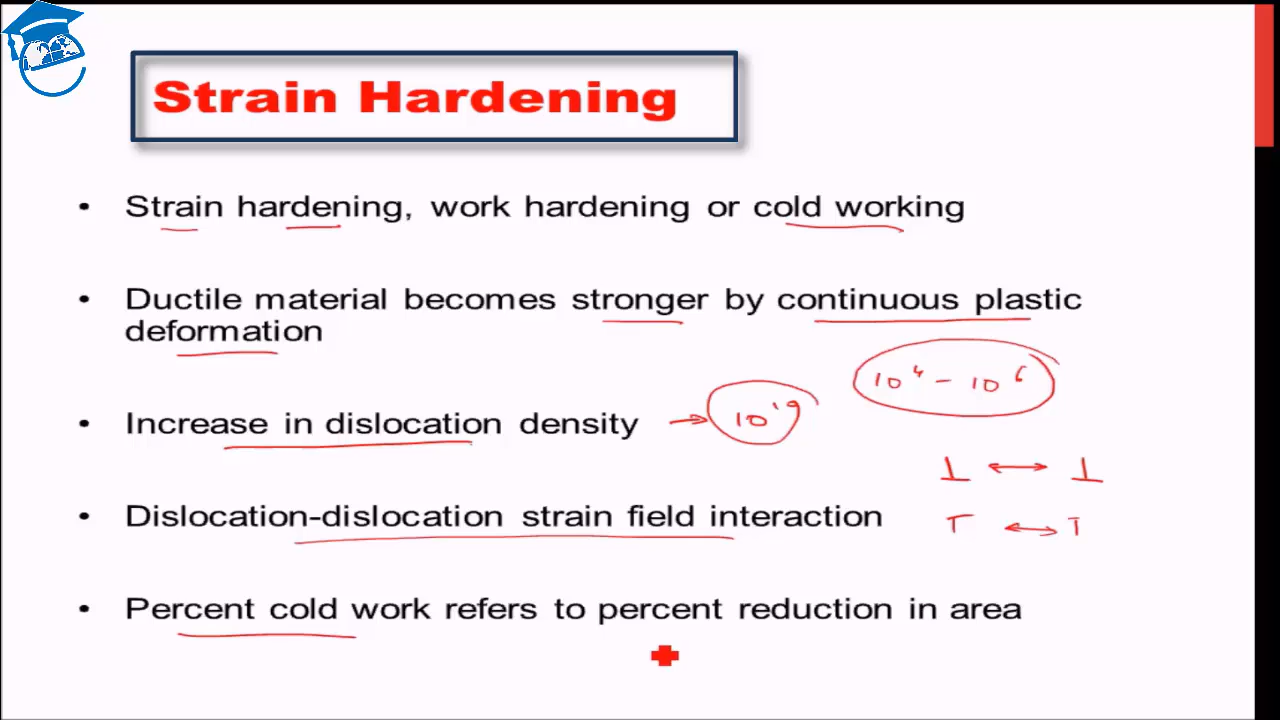 Strain Hardening
• Strain hardening, work hardening or cold working
• Ductile material becomes stronger by continuous plastic
deformation
10⁴ - 10⁶
• Increase in dislocation density → 10¹⁹
⊥ ↔ ⊥
• Dislocation-dislocation strain field interaction
T ↔ T
• Percent cold work refers to percent reduction in area